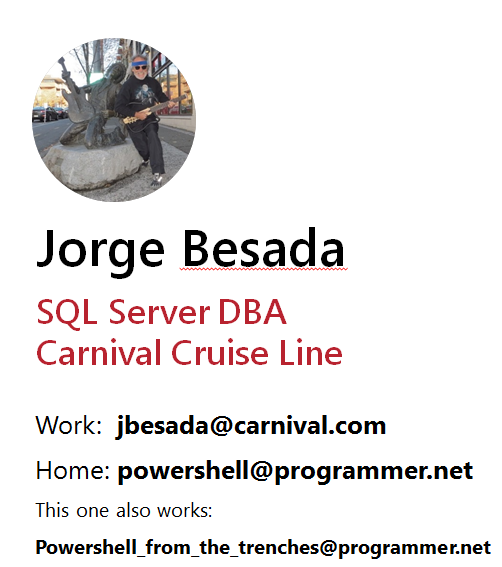 Jorge Besada
SQL Server DBA
Carnival Cruise Line
Work: jbesada@carnival.com
Home: powershell@programmer.net
This one also works:
Powershell_from_the_trenches@programmer.net